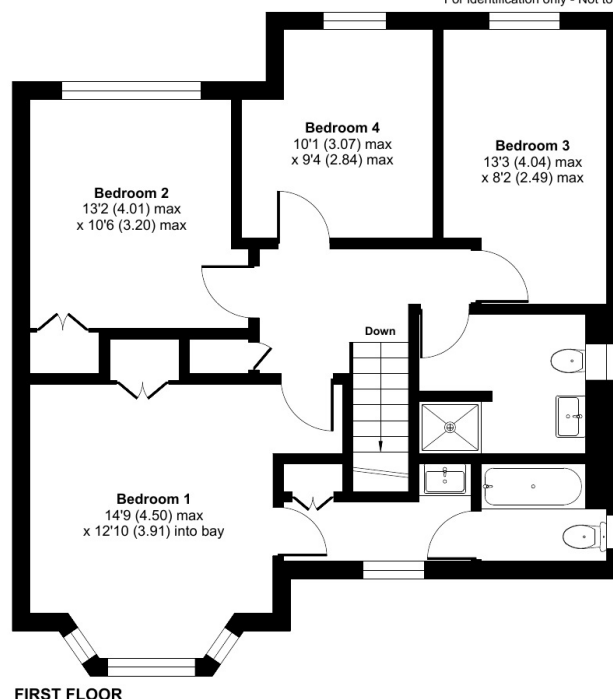 For identification only - Not to
Bedroom 4
10'1 (3.07) max
x 9'4 (2.84) max
Bedroom 3
13'3 (4.04) max
x 8'2 (2.49) max
Bedroom 2
13'2 (4.01) max
x 10'6 (3.20) max
Down
Bedroom 1
14'9 (4.50) max
x 12'10 (3.91) into bay
FIRST FLOOR